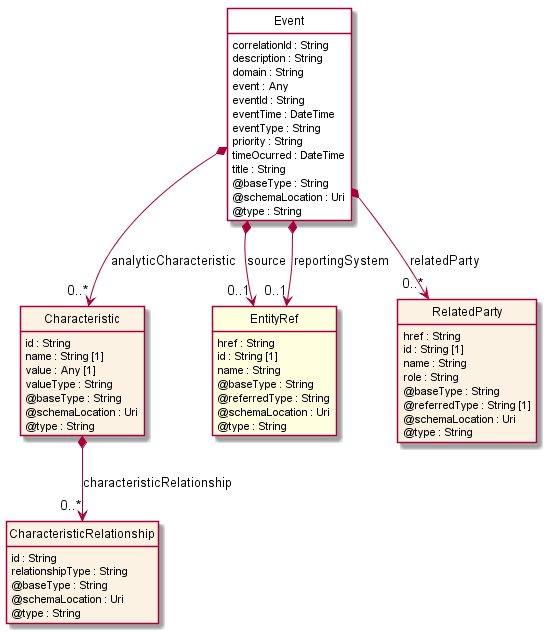 Event
correlationId : String
description : String
domain : String
event : Any
eventId : String
eventTime : DateTime
eventType : String
priority : String
timeOcurred : DateTime
title : String
@baseType : String
@schemaLocation : Uri
@type : String
analyticCharacteristic
source
reportingSystem
relatedParty
0..*
0..1
0..1
0..*
Characteristic
id : String
name : String [1]
value : Any [1]
valueType : String
@baseType : String
@schemaLocation : Uri
@type : String
EntityRef
href : String
id : String [1]
name : String
@baseType : String
@referredType : String
@schemaLocation : Uri
@type : String
RelatedParty
href : String
id : String [1]
name : String
role : String
@baseType : String
@referredType : String [1]
@schemaLocation : Uri
@type : String
characteristicRelationship
0..*
CharacteristicRelationship
id : String
relationshipType : String
@baseType : String
@schemaLocation : Uri
@type : String